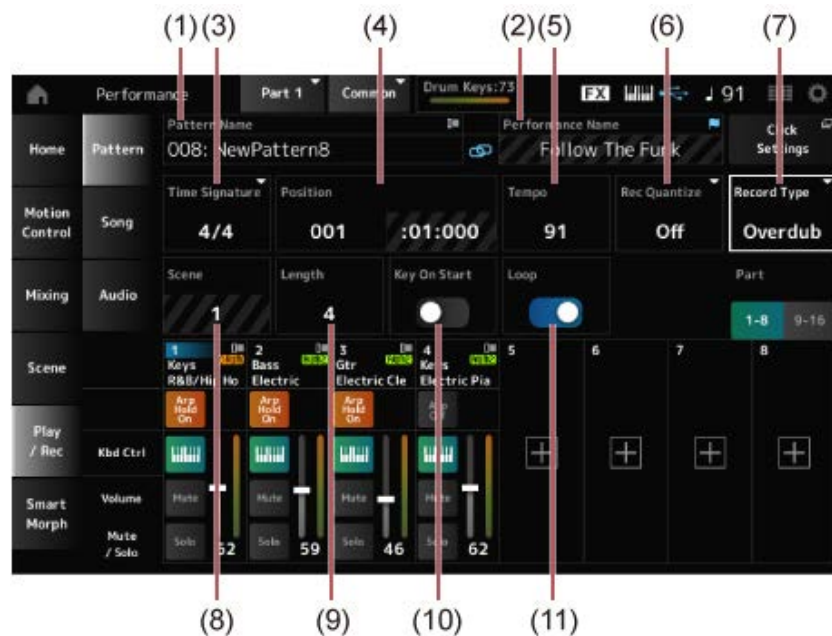 (1) (3) (4) (2) (5) (6) (7)
Performance Part 1 Common Drum Keys:73 FX 91
Pattern Name Performance Name Click
Home Pattern 008: NewPattern8 Follow The Funk Settings
Time Signature Position Tempo Rec Quantize Record Type
Motion Song 4/4 001 :01:000 91 Off Overdub
Control
Scene Length Key On Start Loop Part
Mixing Audio 1 4 1-8 9-16
Scene 1 2 3 4 5 6 7 8
Keys Bass Gtr Keys
R&B/Hip Ho Electric Electric Cle Electric Pia
Arp Hold On Arp Hold On Arp Hold On Arp Off
Play / Rec Kbd Ctrl
Smart Morph Volume Mute Mute Mute Mute
Mute / Solo Solo 62 Solo 59 Solo 46 Solo 62
(8) (9) (10) (11)